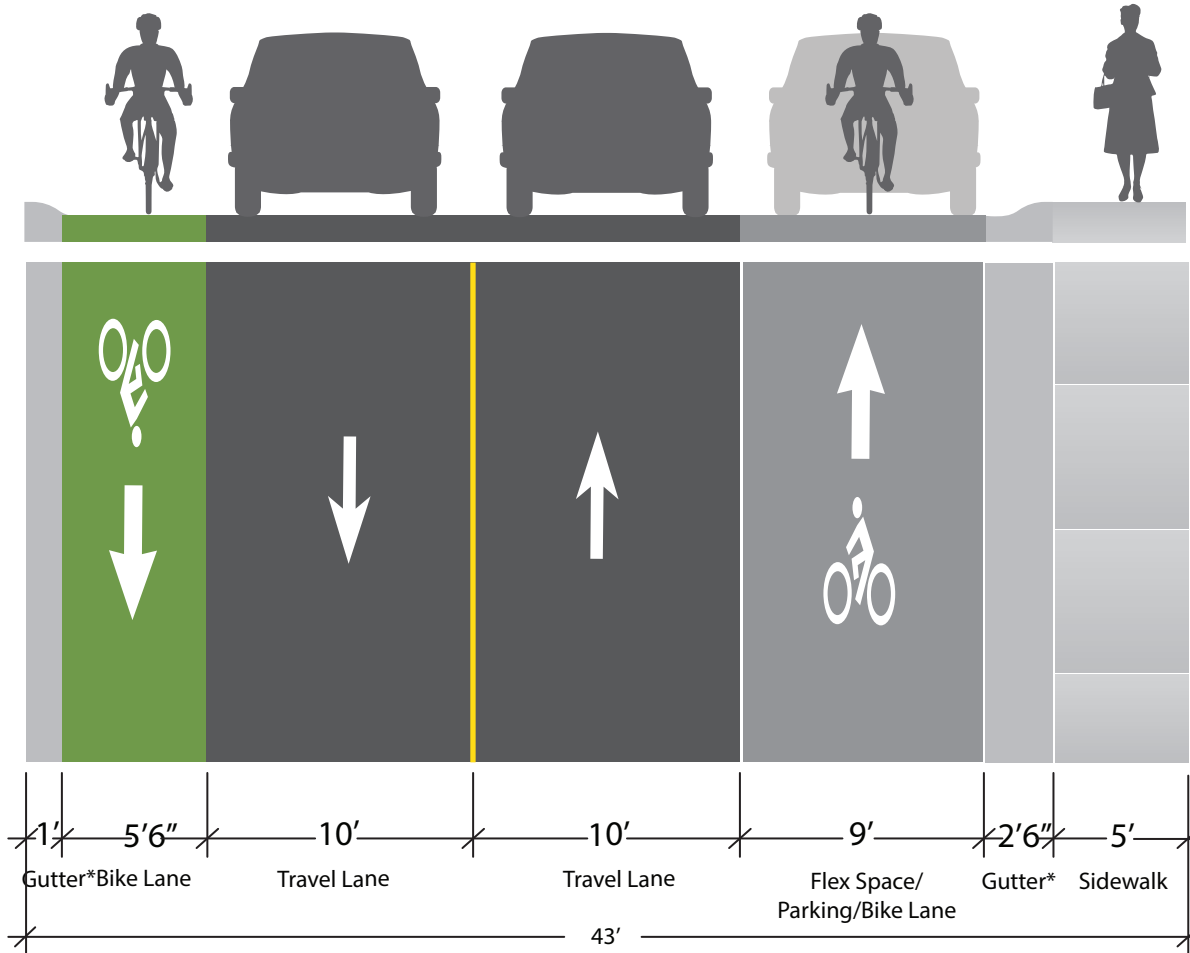 1' 5'6" 10' 10' 9' 2'6" 5'
Gutter* Bike Lane Travel Lane Travel Lane Flex Space/ Gutter* Sidewalk
Parking/Bike Lane
43'